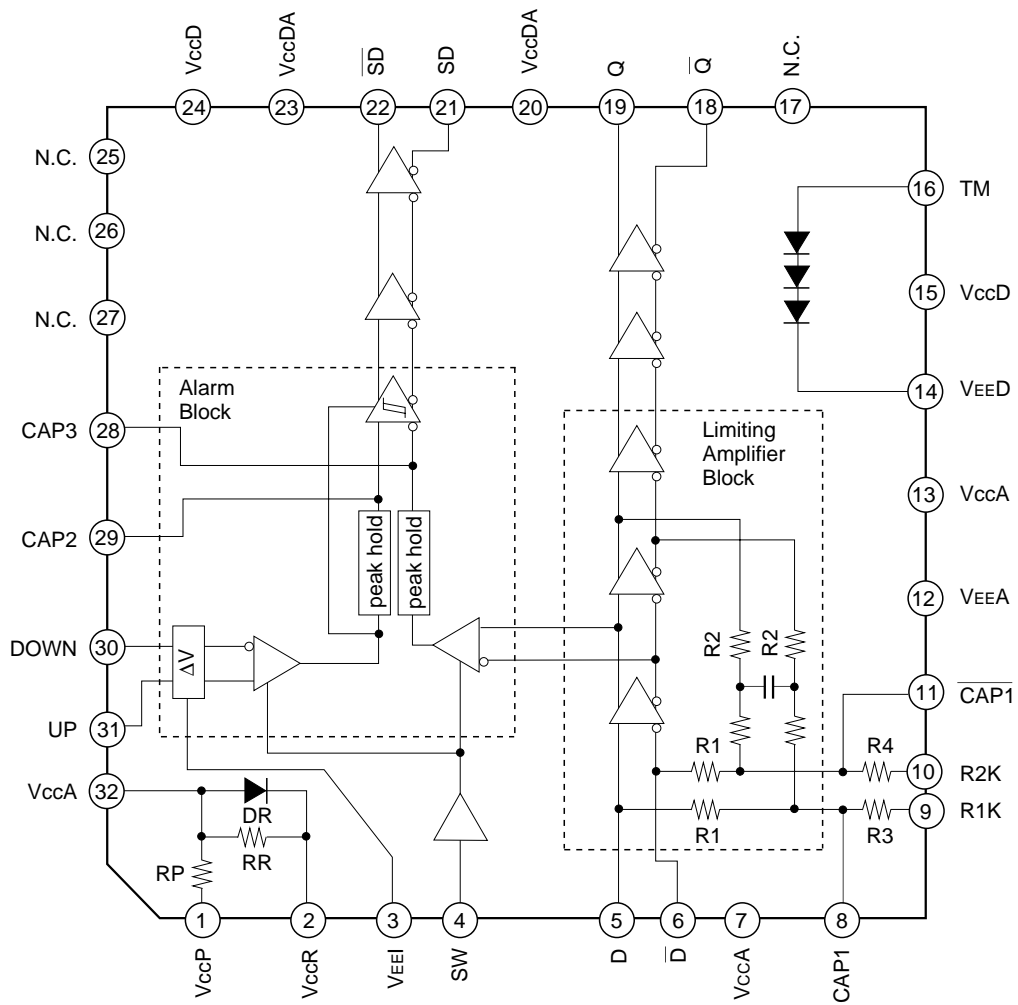 VccD
VccDA
SD
SD
VccDA
Q
Q
N.C.
24
23
22
21
20
19
18
17
N.C.
25
N.C.
26
N.C.
27
CAP3
28
CAP2
29
DOWN
30
UP
31
VccA
32
16
TM
15
VccD
14
VEED
13
VccA
12
VEEA
11
CAP1
10
R2K
9
R1K
Alarm
Block
Limiting
Amplifier
Block
peak hold
peak hold
ΔV
R2
R2
R1
R1
R4
R3
DR
RR
RP
1
2
3
4
5
6
7
8
VccP
VccR
VEEI
SW
D
D
VccA
CAP1